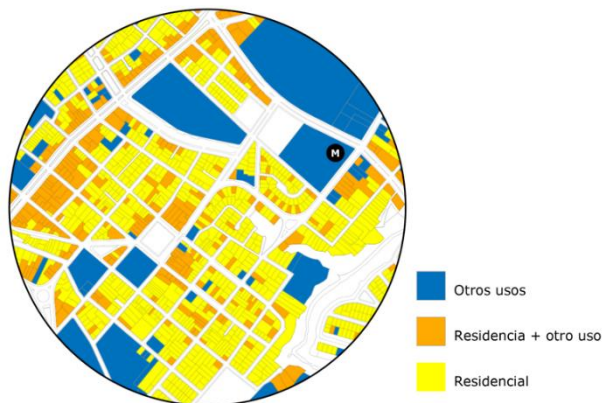 M
Otros usos
Residencia + otro uso
Residencial